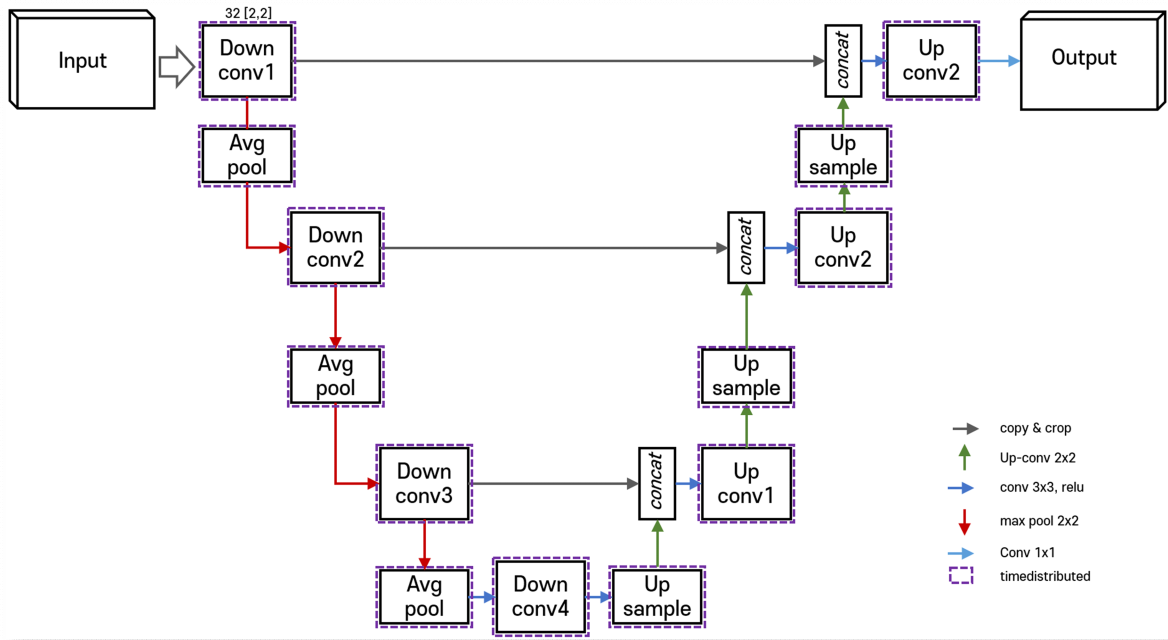 32 [2,2]
Input
Down
conv1
concat
Up
conv2
Output
Avg
pool
Up
sample
Down
conv2
concat
Up
conv2
Avg
pool
Up
sample
Down
conv3
concat
Up
conv1
Avg
pool
Down
conv4
Up
sample
copy & crop
Up-conv 2x2
conv 3x3, relu
max pool 2x2
Conv 1x1
timedistributed